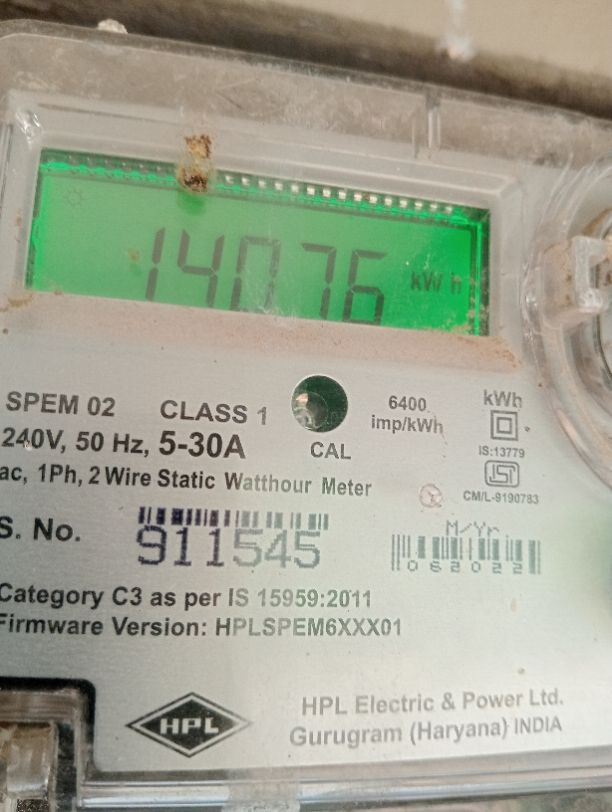 14076 kWh
SPEM 02 CLASS 1
6400 imp/kWh
kWh
240V, 50 Hz, 5-30A
CAL
IS:13779
ac, 1Ph, 2 Wire Static Watthour Meter
ISI
CM/L-9190783
S. No. 911545
M/Yr
062022
Category C3 as per IS 15959:2011
Firmware Version: HPLSPEM6XXX01
HPL
HPL Electric & Power Ltd.
Gurugram (Haryana) INDIA